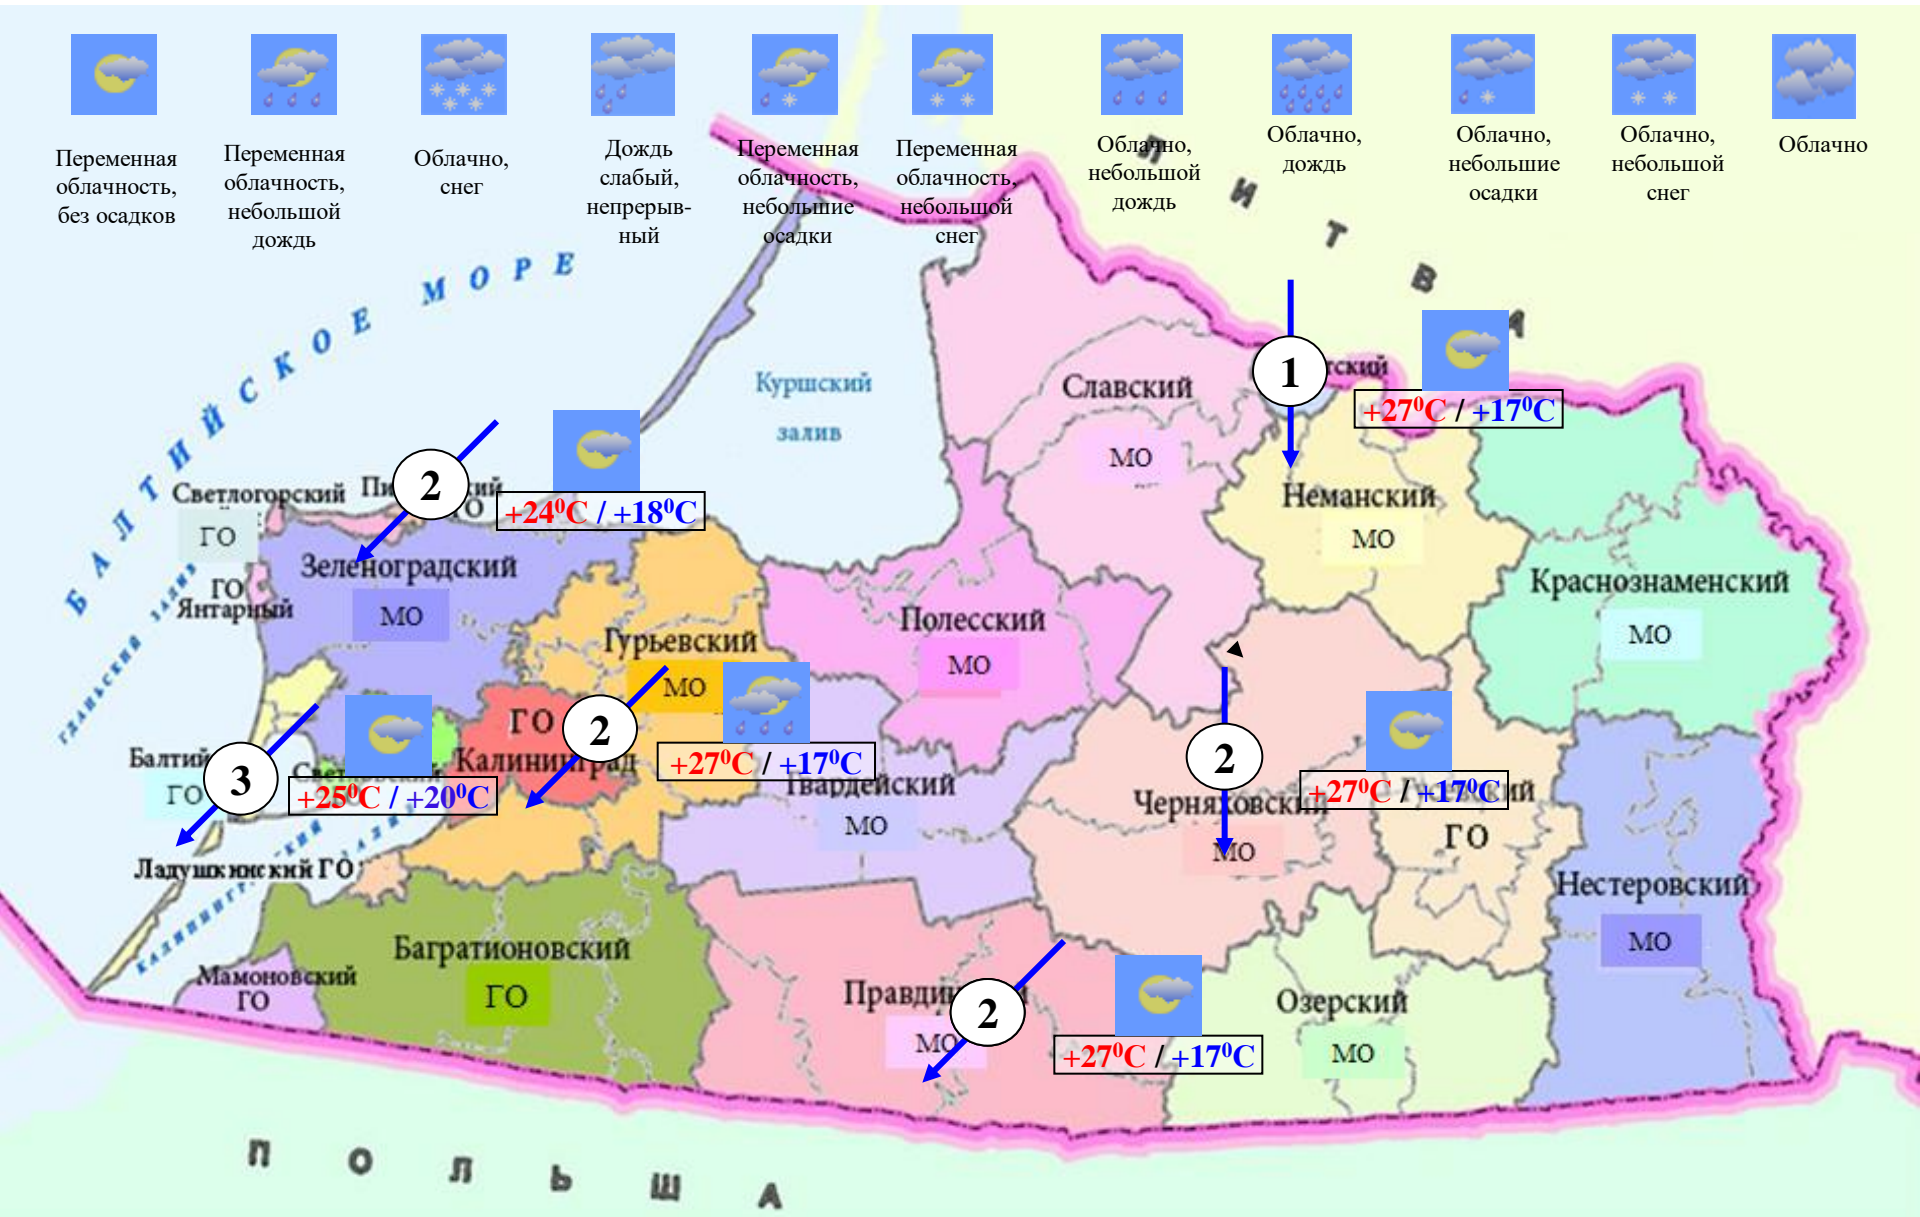 Переменная
облачность,
без осадков
Переменная
облачность,
небольшой
дождь
Облачно,
снег
Дождь
слабый,
непрерыв-
ный
Переменная
облачность,
небольшие
осадки
Переменная
облачность,
небольшой
снег
Облачно,
небольшой
дождь
Облачно,
дождь
Облачно,
небольшие
осадки
Облачно,
небольшой
снег
Облачно
ЛИТВА
БАЛТИЙСКОЕ МОРЕ
Куршский
залив
Славский
МО
1
+27⁰C / +17⁰C
Неманский
МО
2
+24⁰C / +18⁰C
Светлогорский
ГО
ГО
Янтарный
Зеленоградский
МО
Гурьевский
МО
Полесский
МО
Краснознаменский
МО
ГДАНЬСКИЙ ЗАЛИВ
ГО
Калининград
2
+27⁰C / +17⁰C
ГО
3
+25⁰C / +20⁰C
Гвардейский
МО
2
+27⁰C / +17⁰C
Черняховский
МО
ГО
Ладушкинский ГО
Нестеровский
МО
Багратионовский
ГО
Мамоновский
ГО
МО
2
+27⁰C / +17⁰C
Озерский
МО
ПОЛЬША